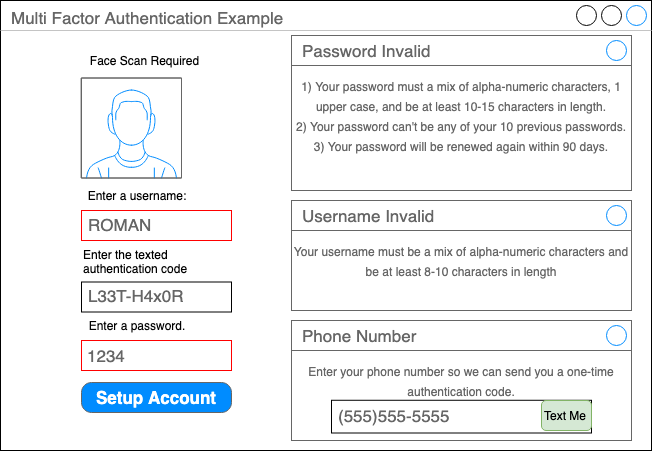 Multi Factor Authentication Example
Face Scan Required
Enter a username:
ROMAN
Enter the texted
authentication code
L33T-H4x0R
Enter a password.
1234
Setup Account
Password Invalid
1) Your password must a mix of alpha-numeric characters, 1
upper case, and be at least 10-15 characters in length.
2) Your password can't be any of your 10 previous passwords.
3) Your password will be renewed again within 90 days.
Username Invalid
Your username must be a mix of alpha-numeric characters and
be at least 8-10 characters in length
Phone Number
Enter your phone number so we can send you a one-time
authentication code.
(555)555-5555 Text Me